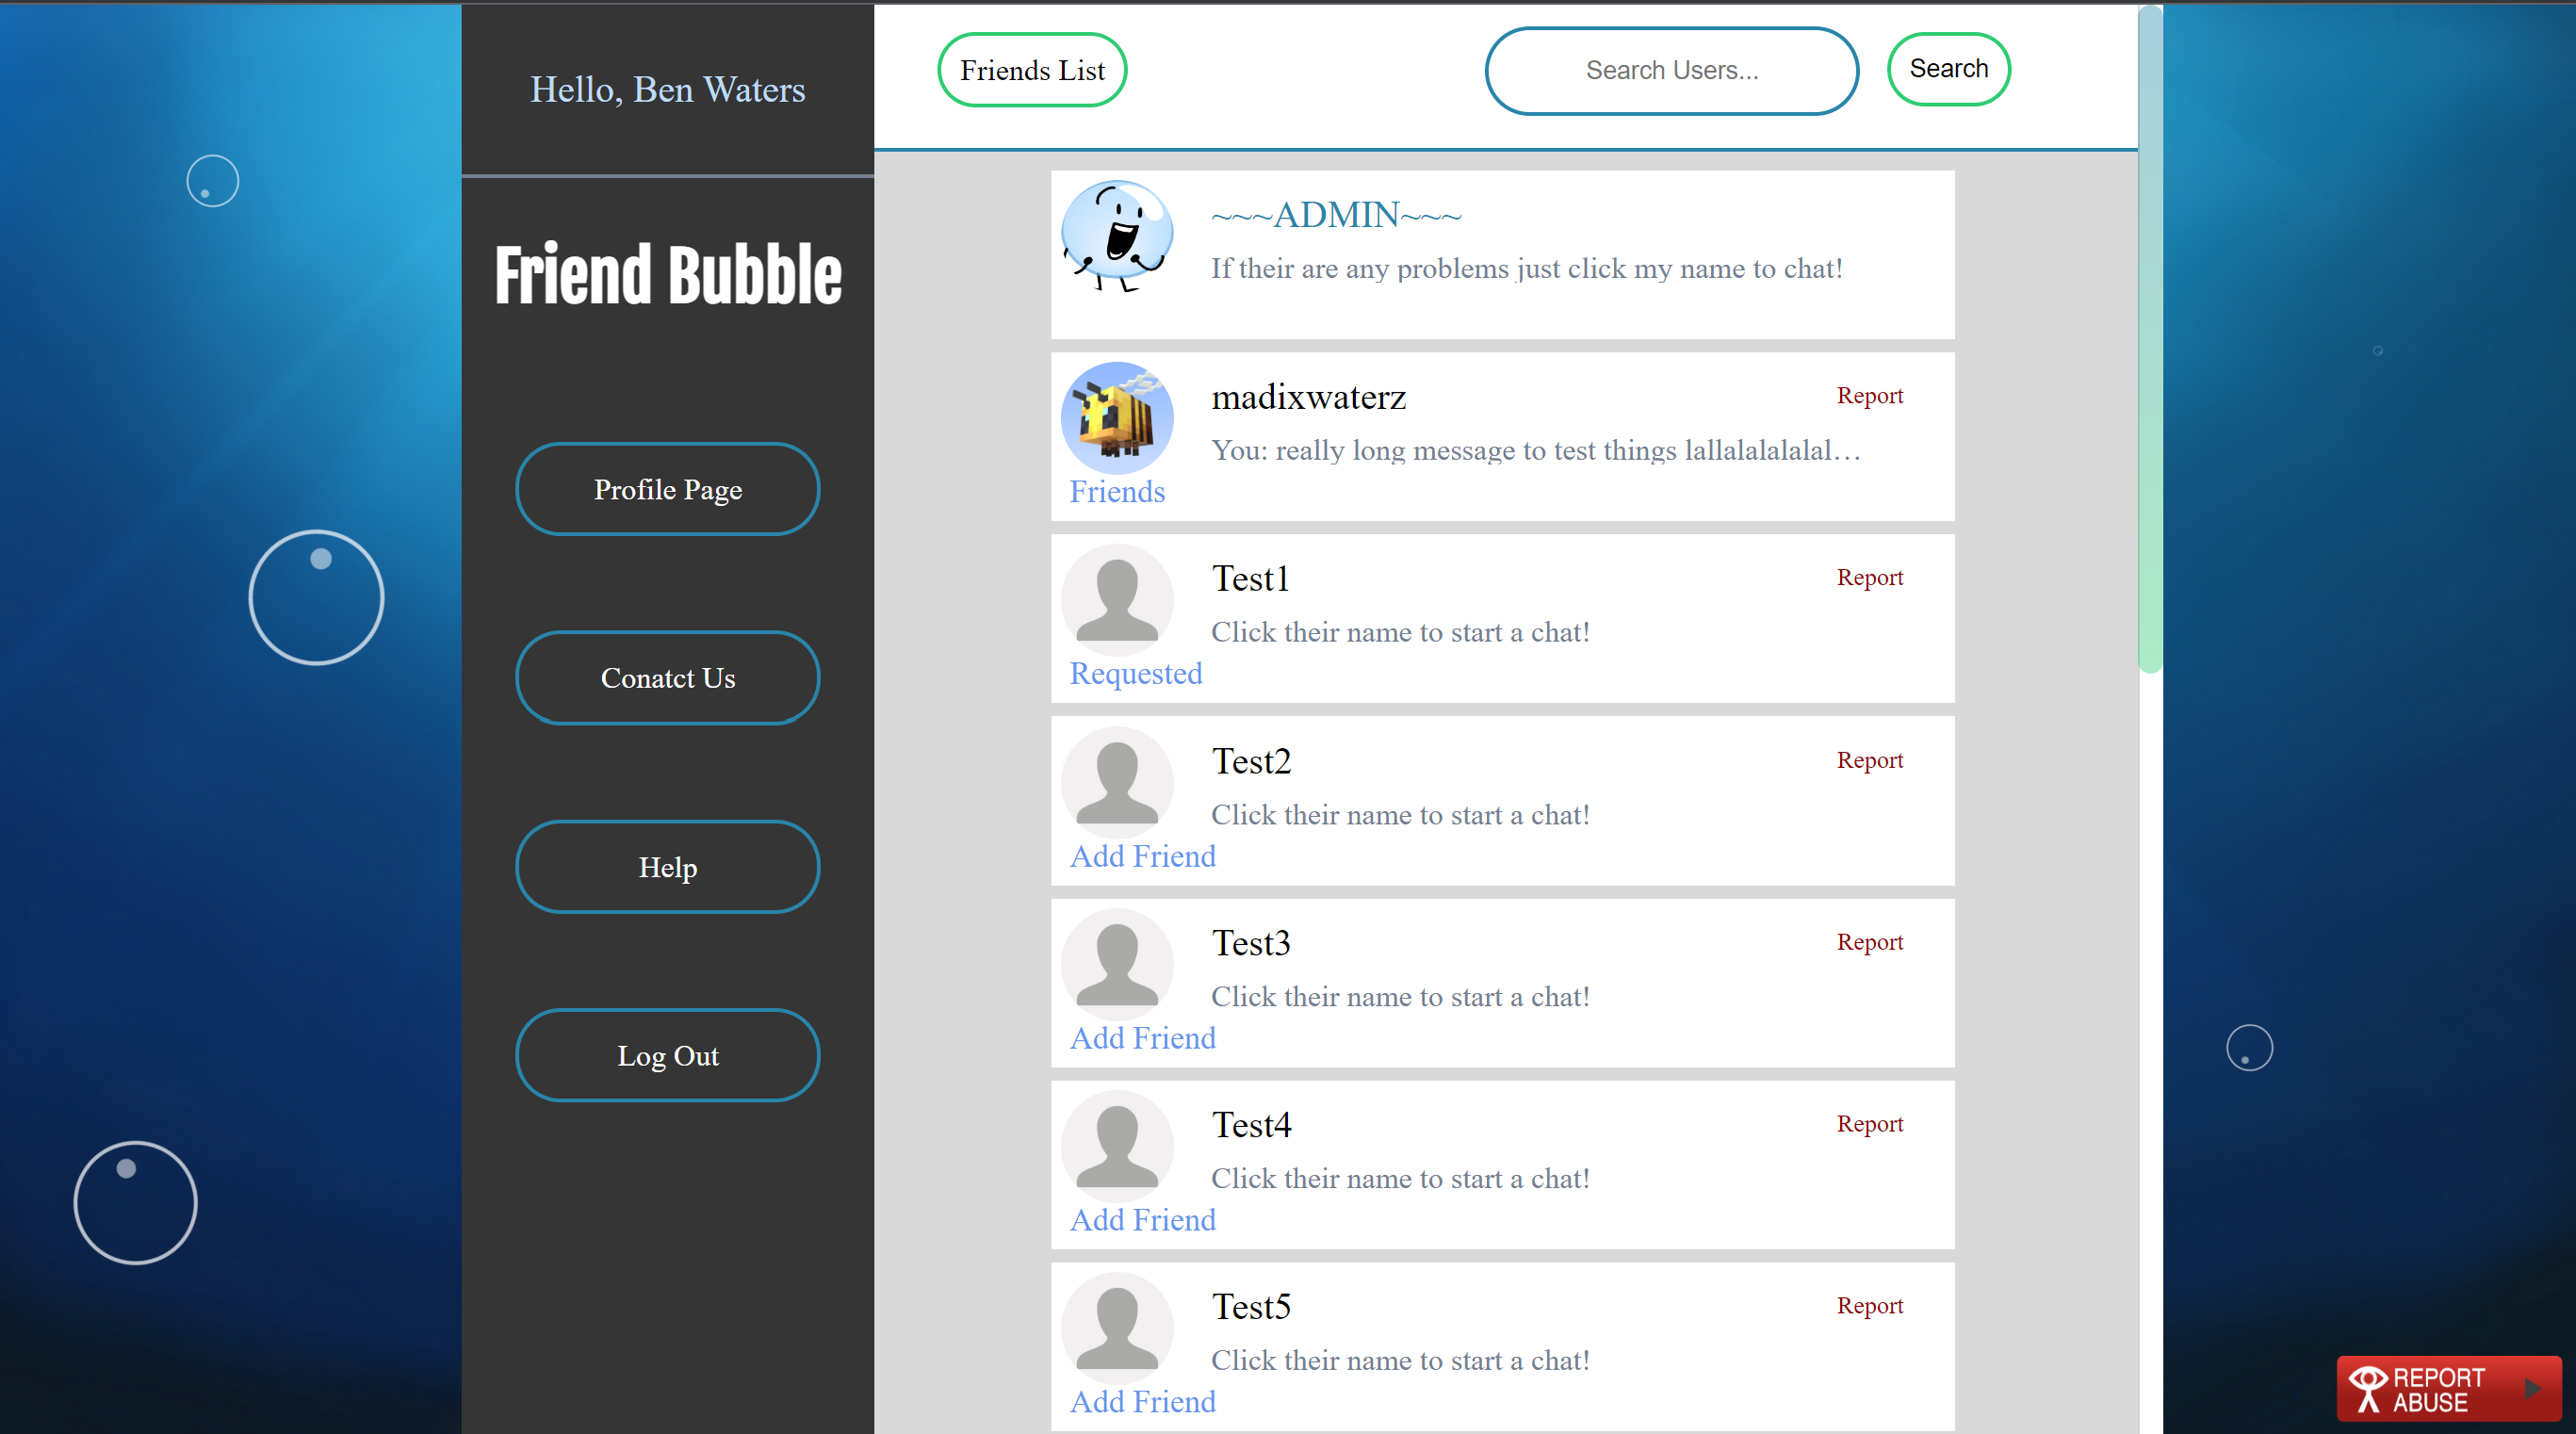 Hello, Ben Waters
Friend Bubble
Profile Page
Conatct Us
Help
Log Out
Friends List
Search Users...
Search
~~~ADMIN~~~
If their are any problems just click my name to chat!
madixwaterz
Report
You: really long message to test things lallalalalalal…
Friends
Test1
Report
Click their name to start a chat!
Requested
Test2
Report
Click their name to start a chat!
Add Friend
Test3
Report
Click their name to start a chat!
Add Friend
Test4
Report
Click their name to start a chat!
Add Friend
Test5
Report
Click their name to start a chat!
Add Friend
REPORT
ABUSE